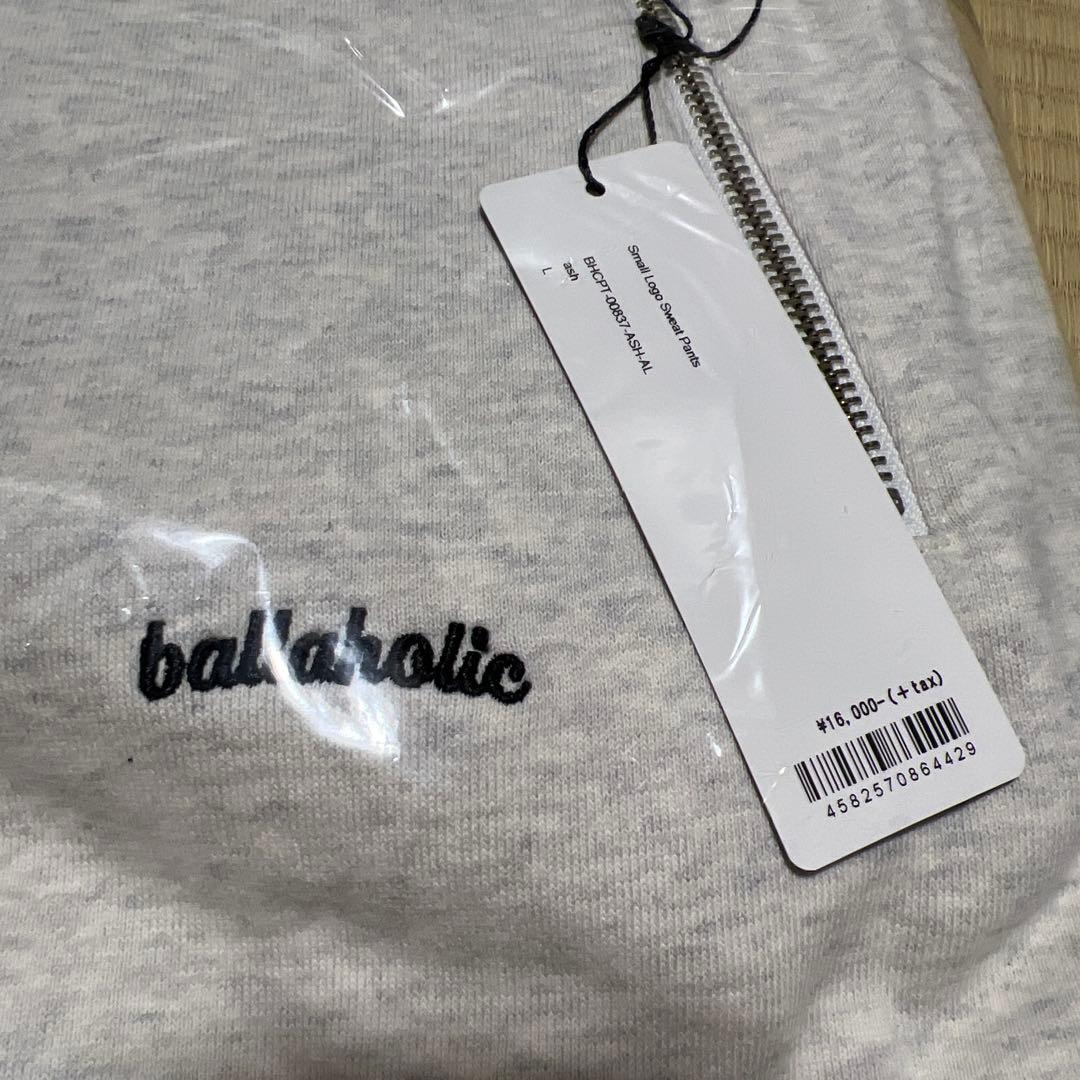 Small Logo Sweat Pants
BHCPT-00837-ASH-AL
ash
L
ballaholic
¥16,000-(+tax)
4582570864429